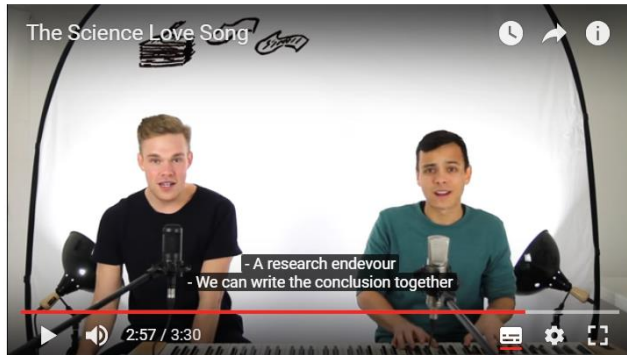 The Science Love Song
- A research endevour
- We can write the conclusion together
2:57 / 3:30